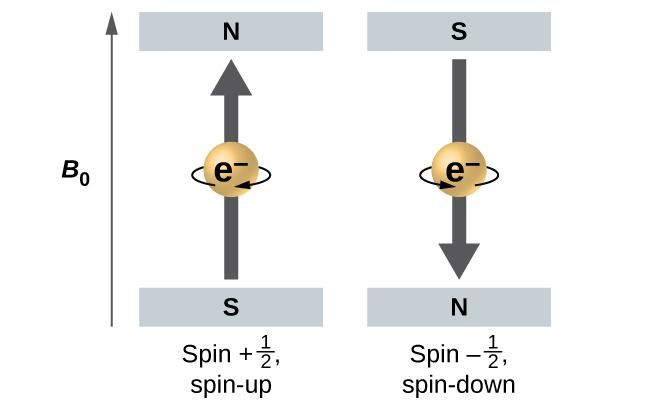 N
S
B₀
e⁻
e⁻
S
N
Spin +½,
spin-up
Spin –½,
spin-down